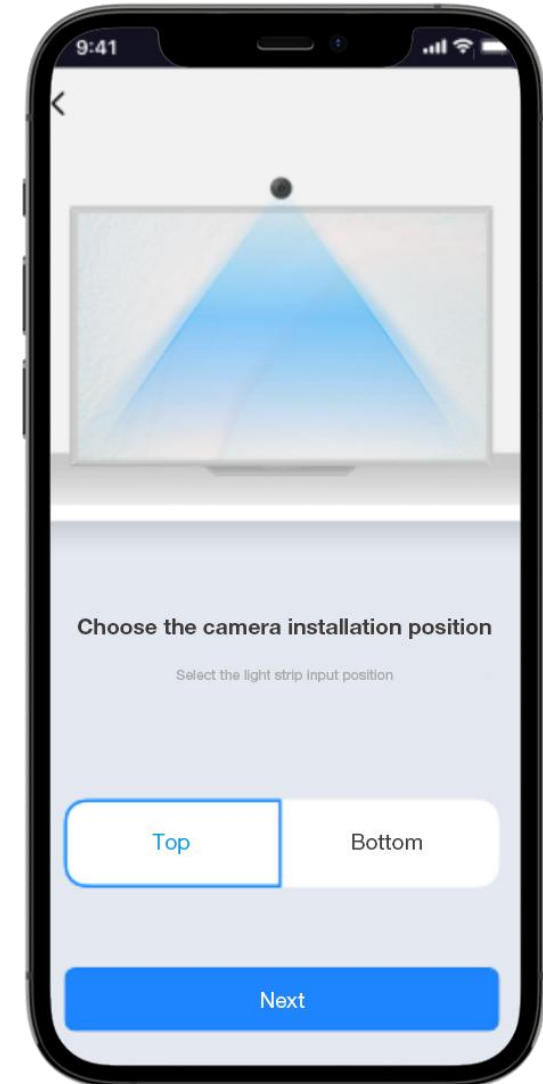 9:41
Choose the camera installation position
Select the light strip input position
Top
Bottom
Next